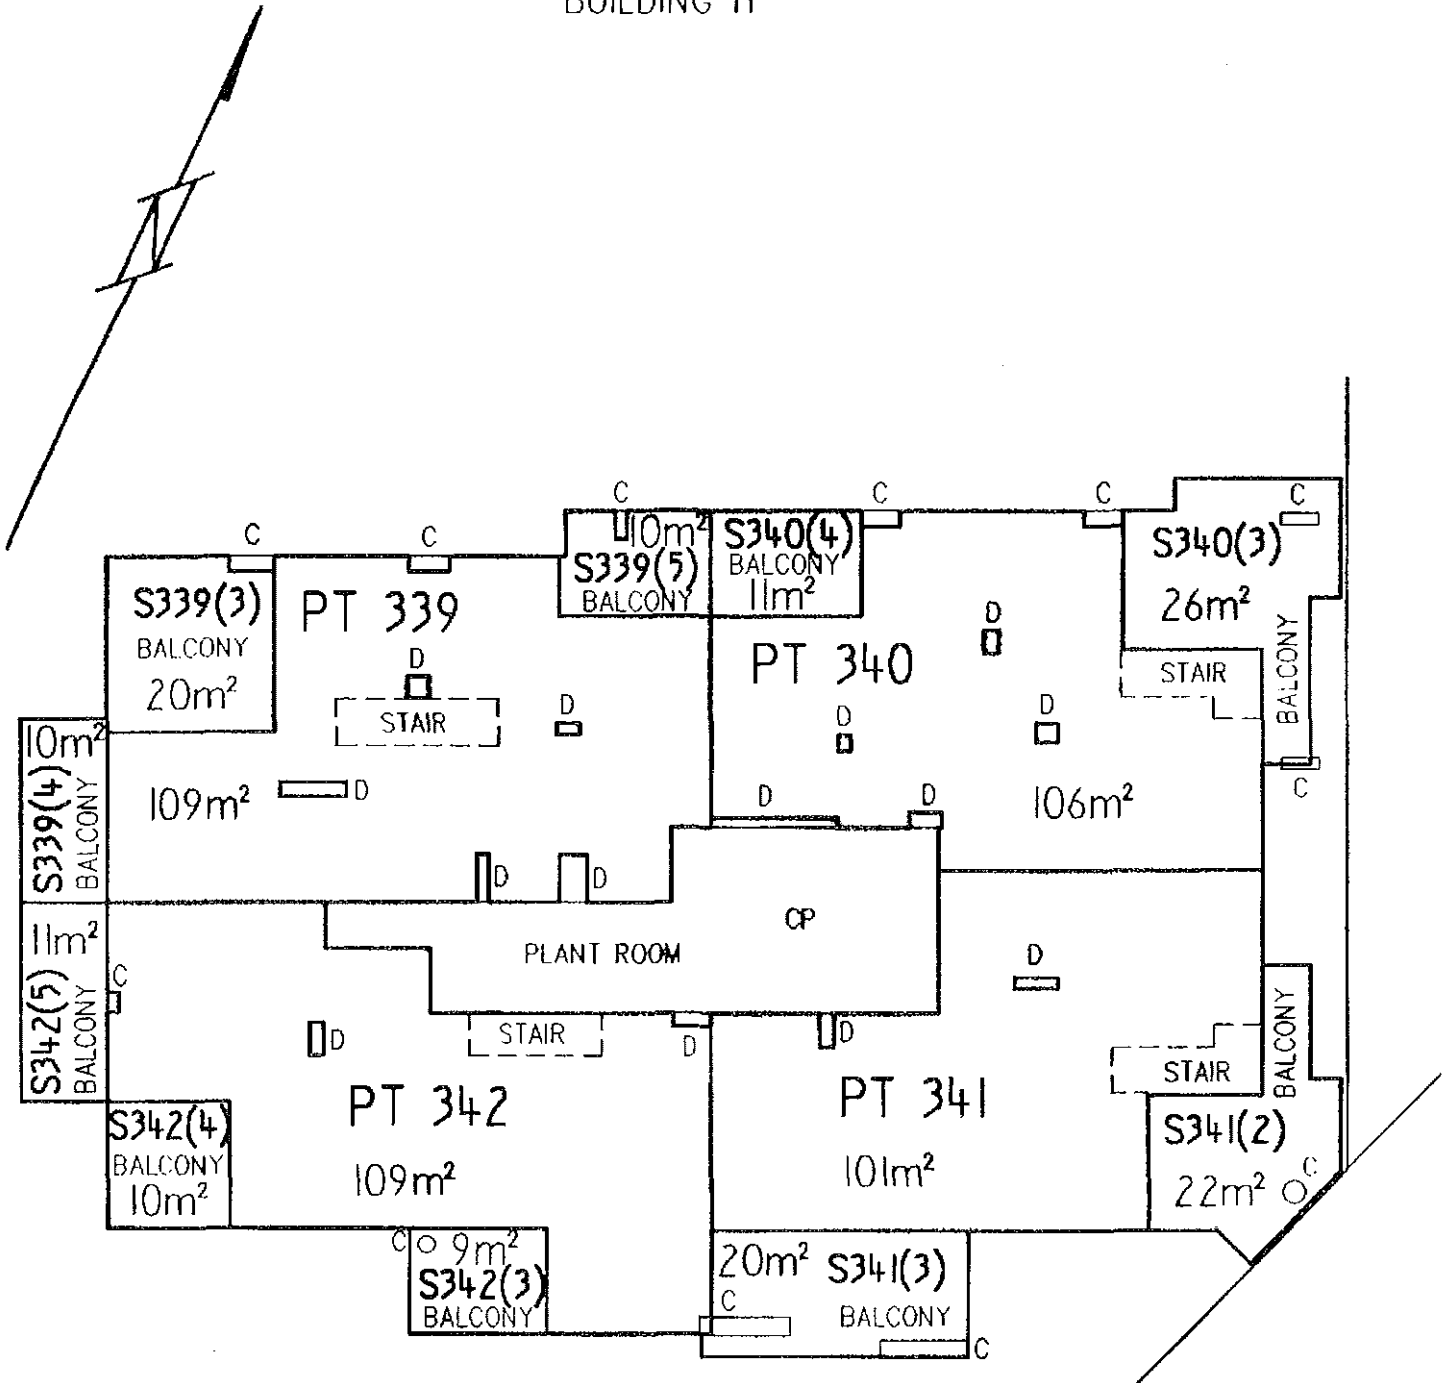 BUILDING H
N
C
C
C
C
C
C
S339(3)
BALCONY
20m²
PT 339
10m²
S339(5)
BALCONY
S340(4)
BALCONY
11m²
S340(3)
26m²
BALCONY
D
STAIR
D
PT 340
D
D
D
STAIR
10m²
S339(4)
BALCONY
109m²
D
D
D
106m²
C
D
D
11m²
S342(5)
BALCONY
C
PLANT ROOM
CP
D
D
STAIR
D
D
STAIR
BALCONY
PT 342
109m²
PT 341
101m²
S341(2)
22m²
C
S342(4)
BALCONY
10m²
C
9m²
S342(3)
BALCONY
20m²
S341(3)
C
BALCONY
C